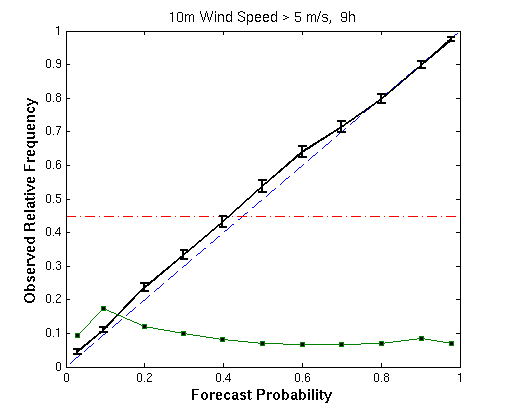 10m Wind Speed > 5 m/s, 9h
1
0.9
0.8
0.7
0.6
0.5
0.4
0.3
0.2
0.1
0
Observed Relative Frequency
0 0.2 0.4 0.6 0.8 1
Forecast Probability